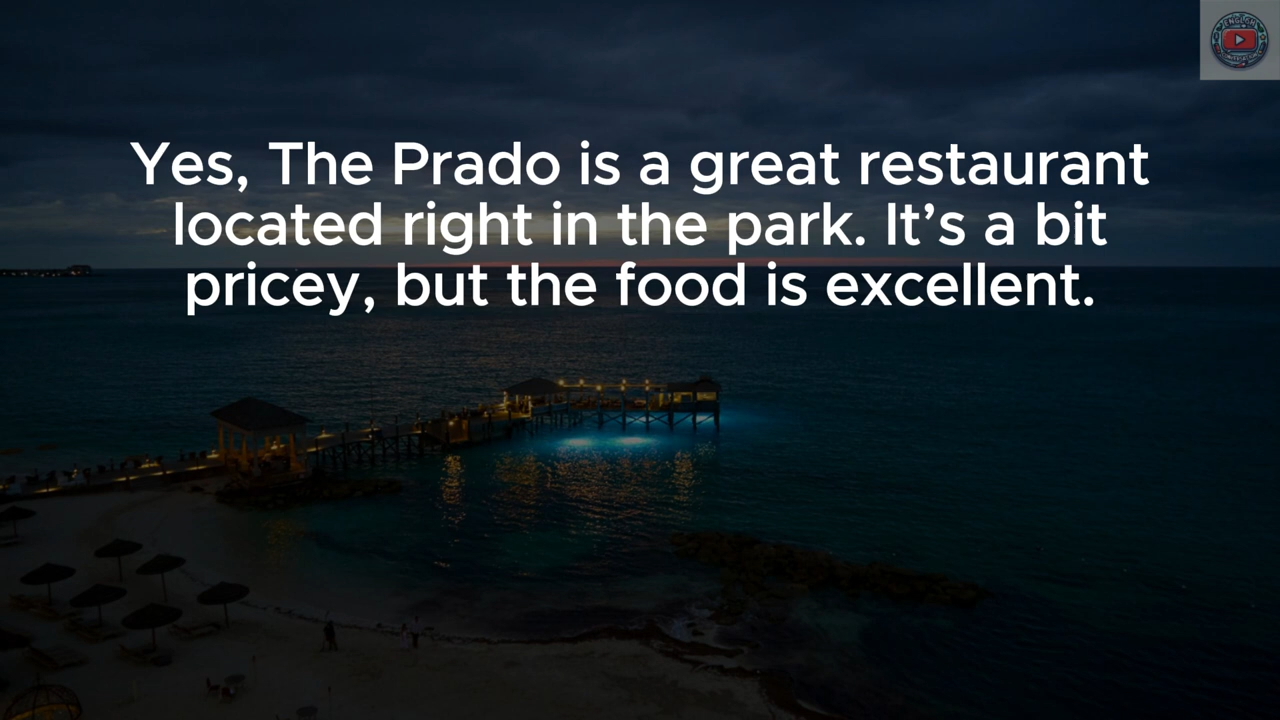 Yes, The Prado is a great restaurant
located right in the park. It’s a bit
pricey, but the food is excellent.